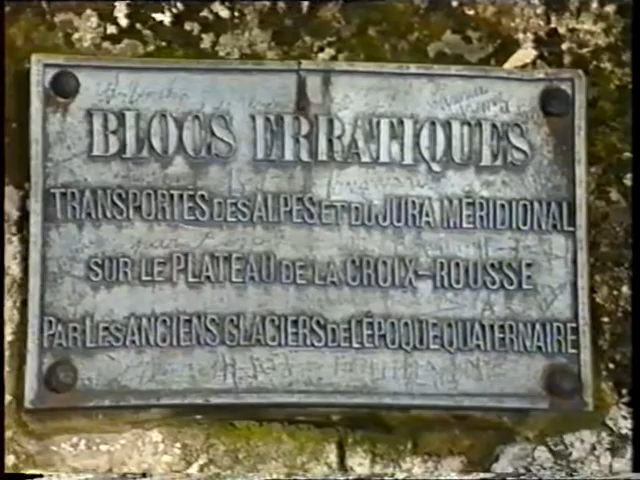 BLOCS ERRATIQUES
TRANSPORTÉS DES ALPES ET DU JURA MÉRIDIONAL
SUR LE PLATEAU DE LA CROIX-ROUSSE
PAR LES ANCIENS GLACIERS DE L'ÉPOQUE QUATERNAIRE